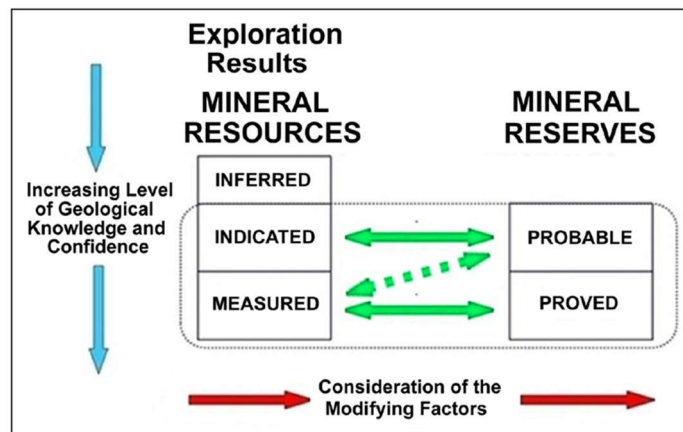 Exploration
Results
MINERAL
RESOURCES
MINERAL
RESERVES
Increasing Level
of Geological
Knowledge and
Confidence
INFERRED
INDICATED
MEASURED
PROBABLE
PROVED
Consideration of the
Modifying Factors